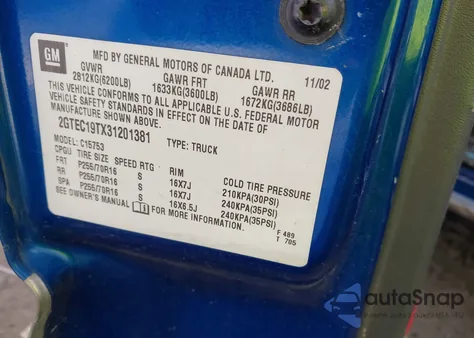 GM
MFD BY GENERAL MOTORS OF CANADA LTD.
11/02
GVWR GAWR FRT GAWR RR
2812KG(6200LB) 1633KG(3600LB) 1672KG(3686LB)
THIS VEHICLE CONFORMS TO ALL APPLICABLE U.S. FEDERAL MOTOR
VEHICLE SAFETY STANDARDS IN EFFECT ON THE DATE OF
MANUFACTURE SHOWN ABOVE.
2GTEC19TX31201381 TYPE: TRUCK
MODEL: C15753
CPGU TIRE SIZE SPEED RTG RIM COLD TIRE PRESSURE
FRT P255/70R16 S 16X7J 210KPA(30PSI)
RR P255/70R16 S 16X7J 240KPA(35PSI)
SPA P255/70R16 S 16X6.5J 240KPA(35PSI)
SEE OWNER'S MANUAL FOR MORE INFORMATION.
F 489
T 705
autoSnap